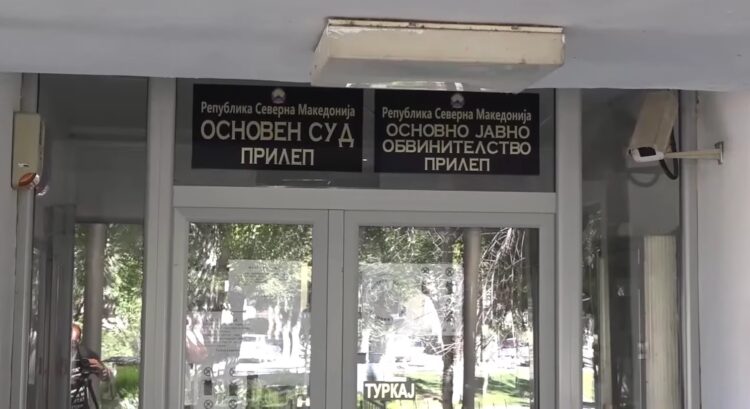 Република Северна Македонија
ОСНОВЕН СУД
ПРИЛЕП
Република Северна Македонија
ОСНОВНО ЈАВНО
ОБВИНИТЕЛСТВО
ПРИЛЕП
ТУРКАЈ